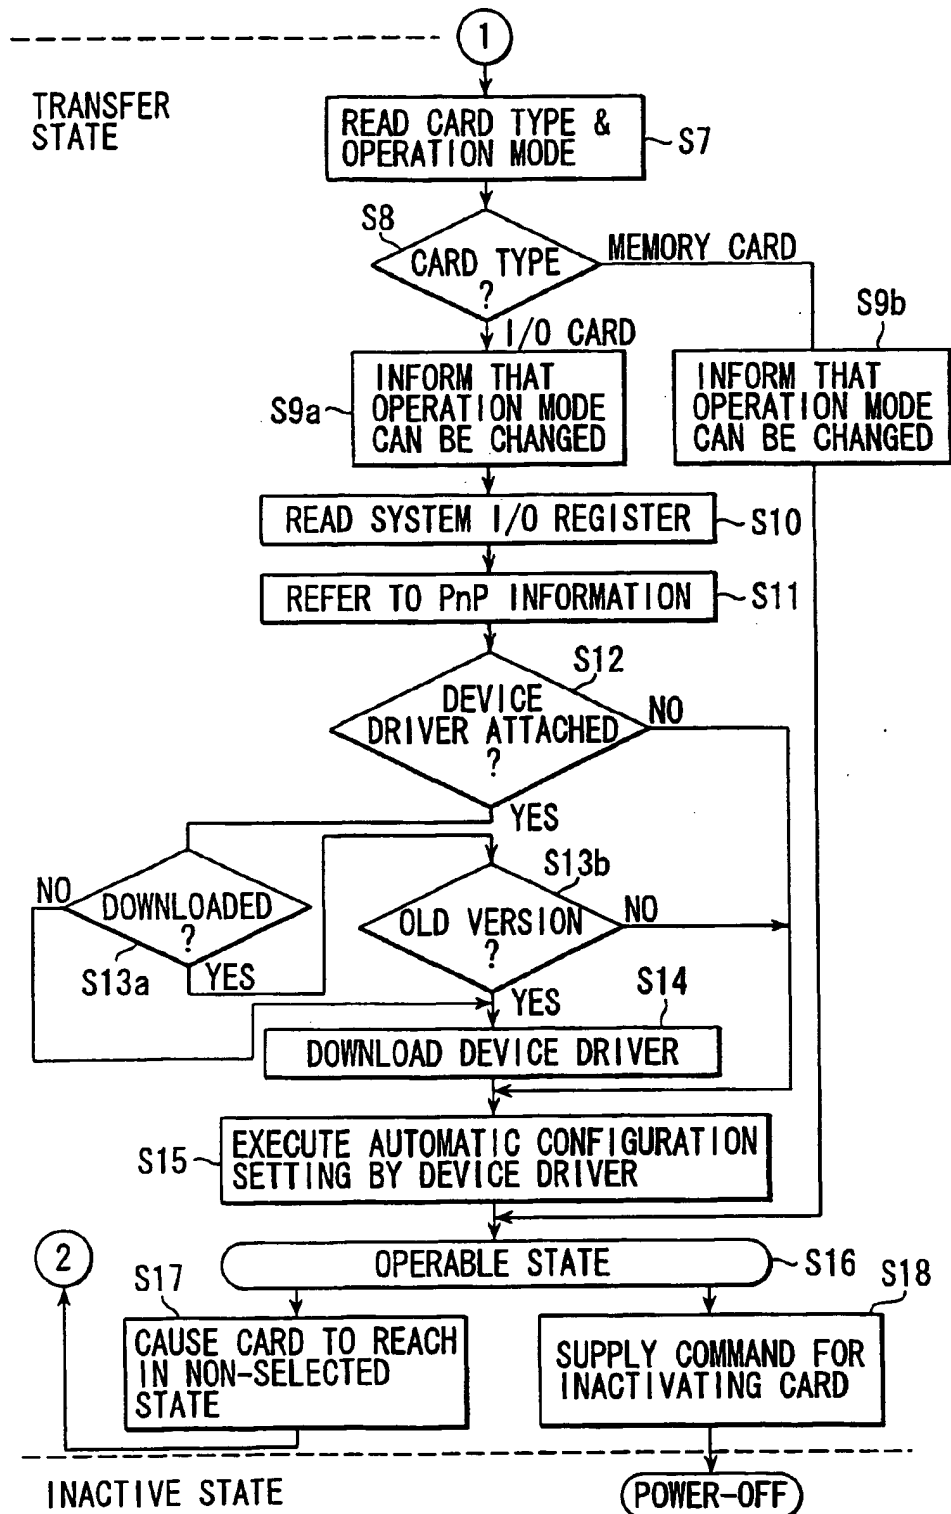 1
TRANSFER
STATE
READ CARD TYPE &
OPERATION MODE
S7
S8
CARD TYPE
?
MEMORY CARD
I/O CARD
S9b
S9a
INFORM THAT
OPERATION MODE
CAN BE CHANGED
INFORM THAT
OPERATION MODE
CAN BE CHANGED
READ SYSTEM I/O REGISTER
S10
REFER TO PnP INFORMATION
S11
S12
DEVICE
DRIVER ATTACHED
?
NO
YES
S13b
NO
DOWNLOADED
?
OLD VERSION
?
NO
S13a
YES
YES
S14
DOWNLOAD DEVICE DRIVER
S15
EXECUTE AUTOMATIC CONFIGURATION
SETTING BY DEVICE DRIVER
2
OPERABLE STATE
S16
S17
S18
CAUSE CARD TO REACH
IN NON-SELECTED
STATE
SUPPLY COMMAND FOR
INACTIVATING CARD
INACTIVE STATE
POWER-OFF